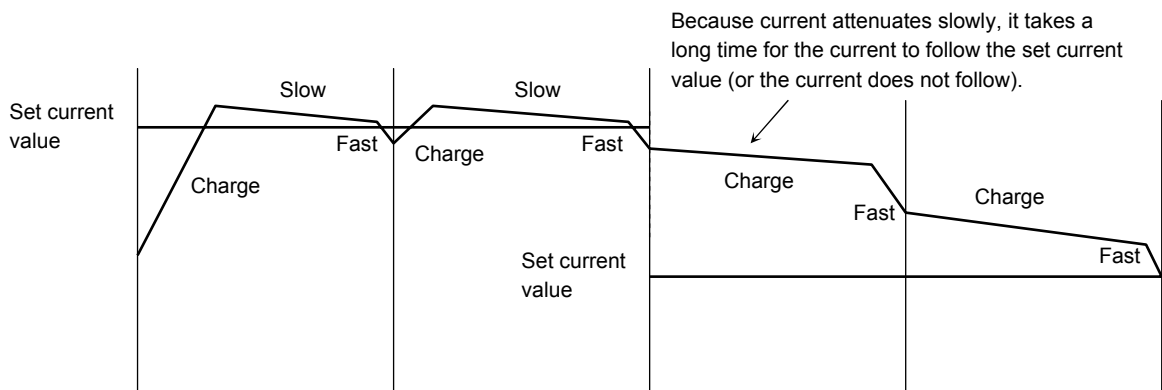 Because current attenuates slowly, it takes a
long time for the current to follow the set current
value (or the current does not follow).
Set current
value
Slow
Slow
Fast
Charge
Fast
Charge
Charge
Fast
Charge
Fast
Set current
value